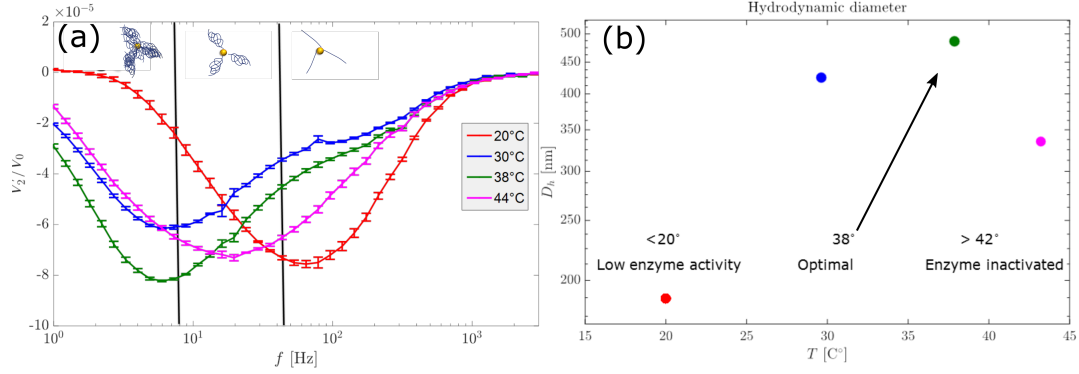 (a)
2
×10⁻⁵
0
-2
-4
-6
-8
-10
V₂′/V₀
10⁰
10¹
10²
10³
f [Hz]
20°C
30°C
38°C
44°C
Hydrodynamic diameter
(b)
500
450
400
350
300
250
200
Dₕ [nm]
<20°
38°
> 42°
Low enzyme activity
Optimal
Enzyme inactivated
15
20
25
30
35
40
45
T [C°]